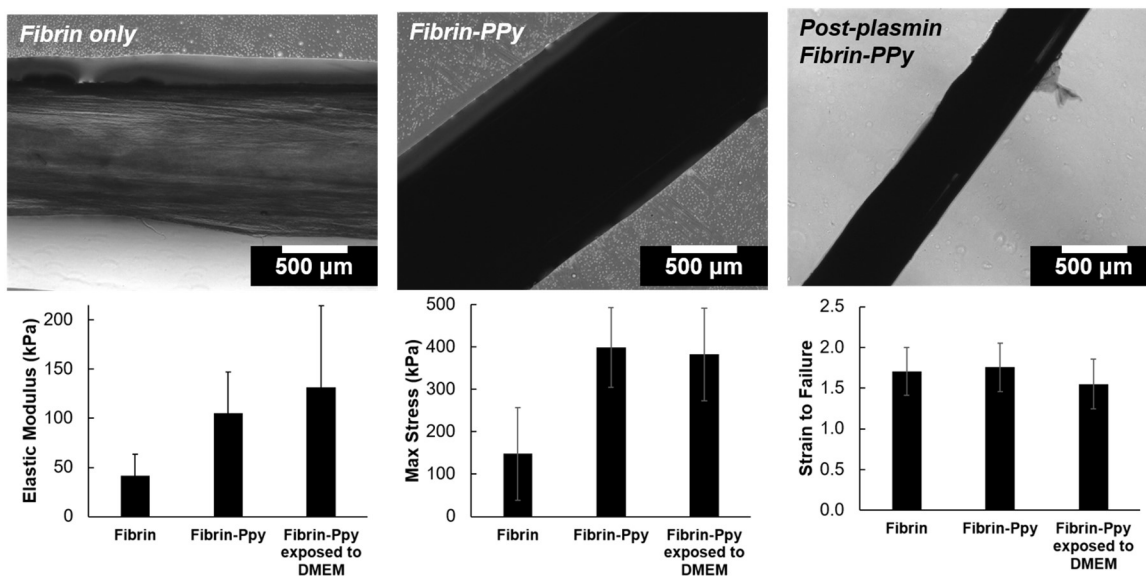 Fibrin only
500 µm
Fibrin-PPy
500 µm
Post-plasmin
Fibrin-PPy
500 µm
Elastic Modulus (kPa)
200
150
100
50
0
Fibrin
Fibrin-Ppy
Fibrin-Ppy
exposed to
DMEM
Max Stress (kPa)
500
400
300
200
100
0
Fibrin
Fibrin-PPy
Fibrin-Ppy
exposed to
DMEM
Strain to Failure
2.5
2.0
1.5
1.0
0.5
0.0
Fibrin
Fibrin-PPy
Fibrin-Ppy
exposed to
DMEM